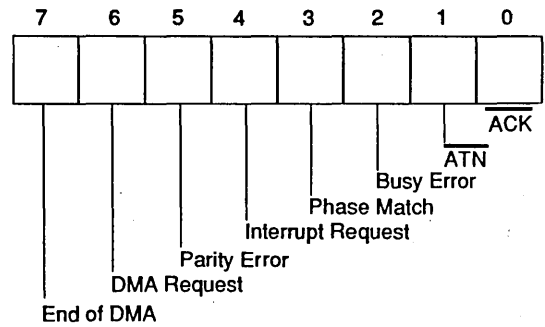 7 6 5 4 3 2 1 0
ACK
ATN
Busy Error
Phase Match
Interrupt Request
Parity Error
DMA Request
End of DMA